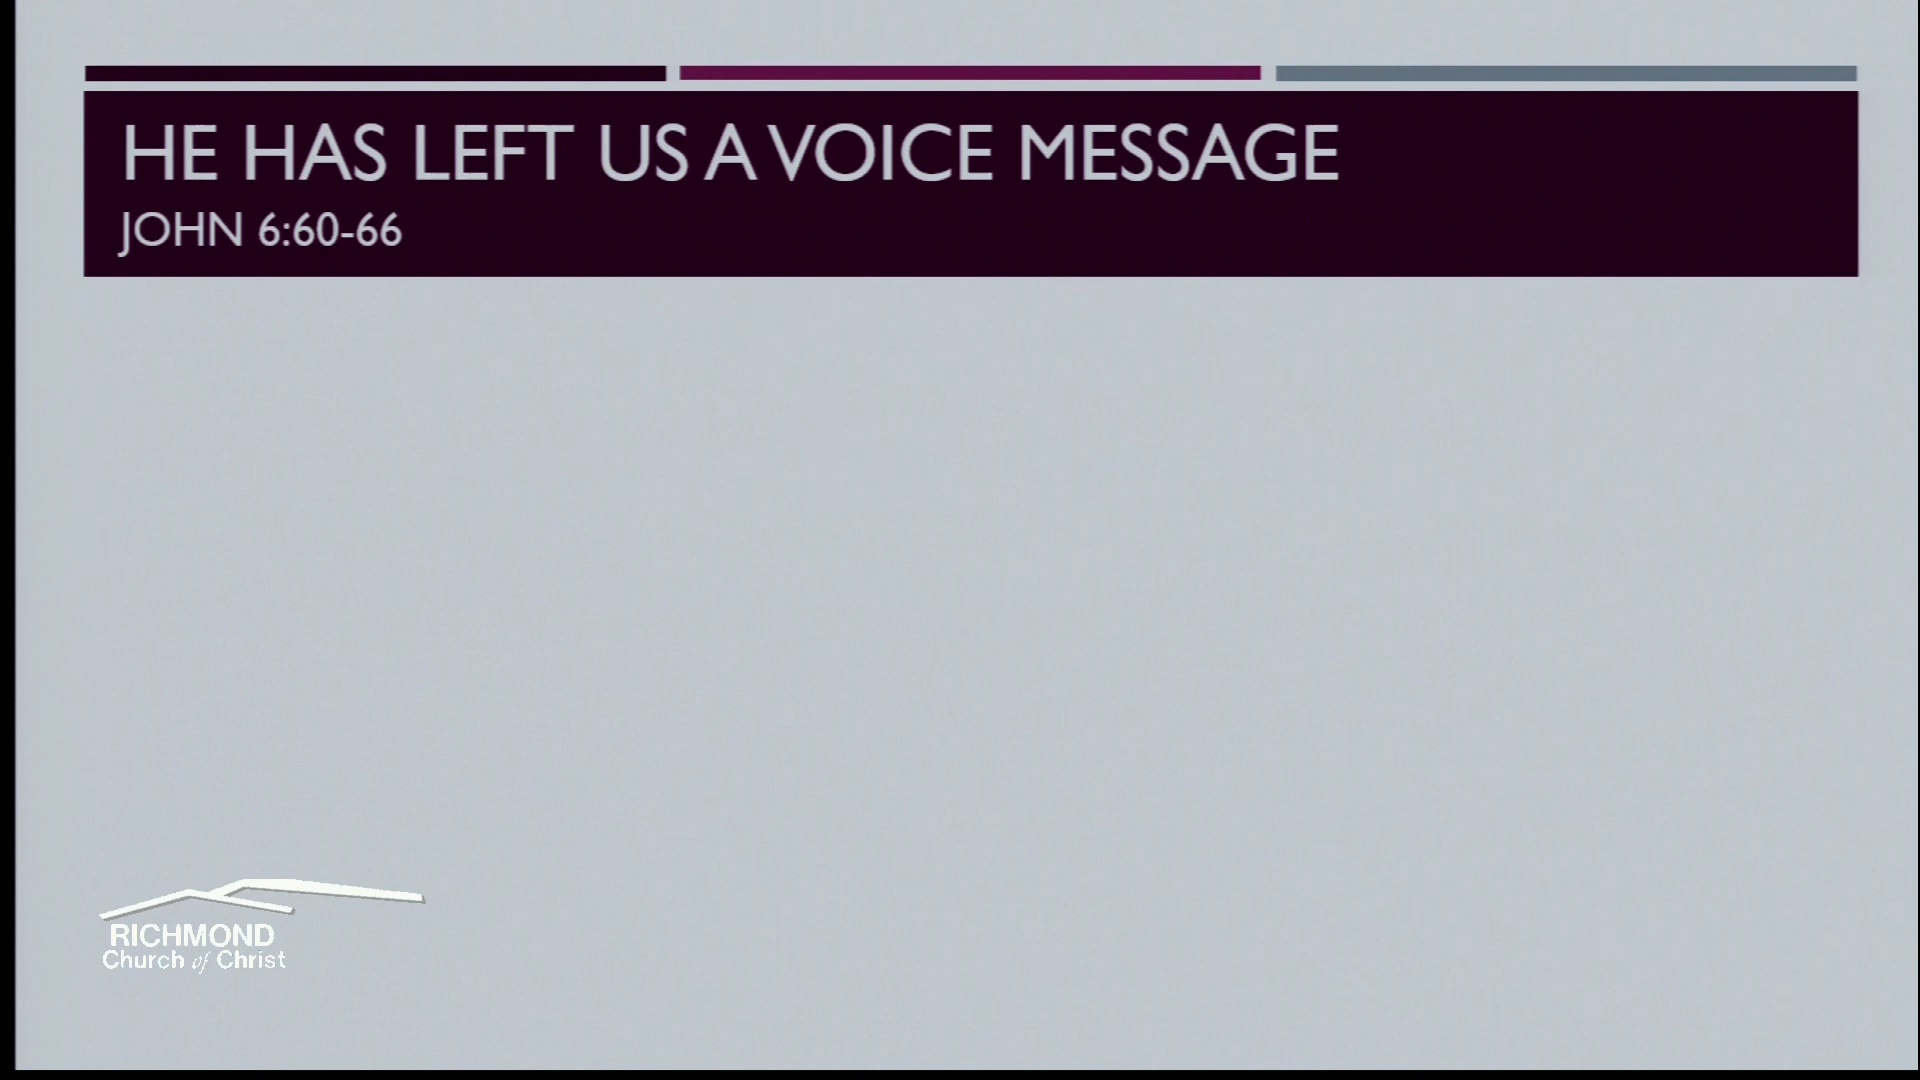 HE HAS LEFT US A VOICE MESSAGE
JOHN 6:60-66
RICHMOND
Church of Christ